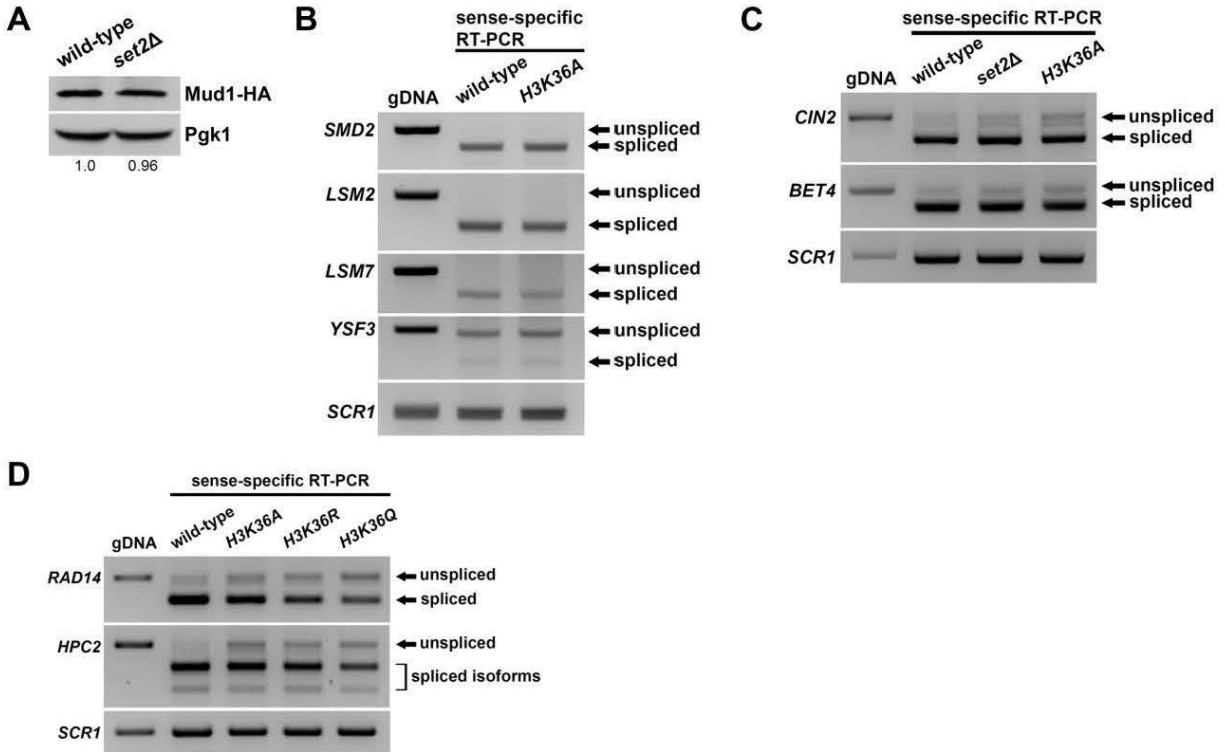 A
wild-type
set2Δ
Mud1-HA
Pgk1
1.0 0.96
B
sense-specific
RT-PCR
gDNA
wild-type
H3K36A
SMD2
unspliced
spliced
LSM2
unspliced
spliced
LSM7
unspliced
spliced
YSF3
unspliced
spliced
SCR1
C
sense-specific RT-PCR
gDNA
wild-type
set2Δ
H3K36A
CIN2
unspliced
spliced
BET4
unspliced
spliced
SCR1
D
sense-specific RT-PCR
gDNA
wild-type
H3K36A
H3K36R
H3K36Q
RAD14
unspliced
spliced
HPC2
unspliced
spliced isoforms
SCR1